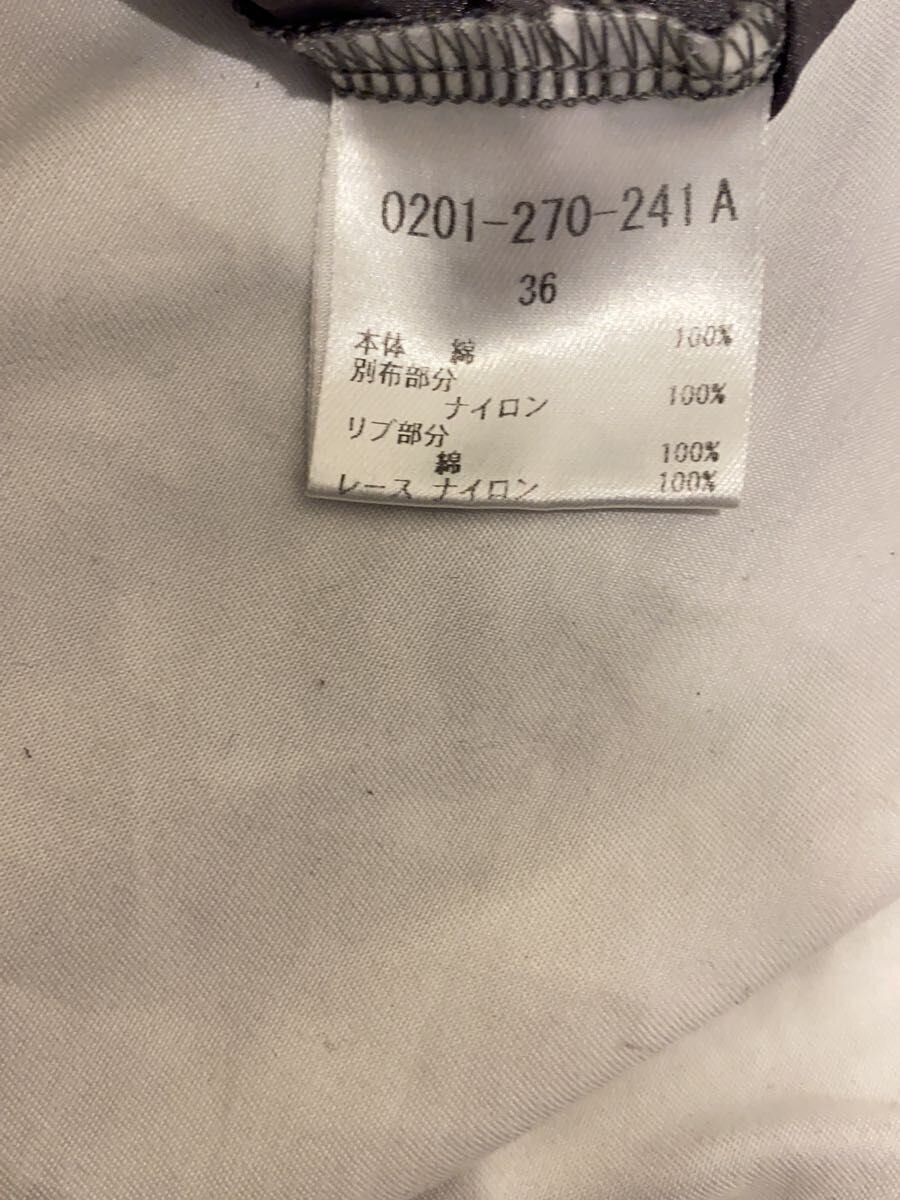 0201-270-241A
36
本体 綿 100%
別布部分
ナイロン 100%
リブ部分
綿 100%
レース ナイロン 100%